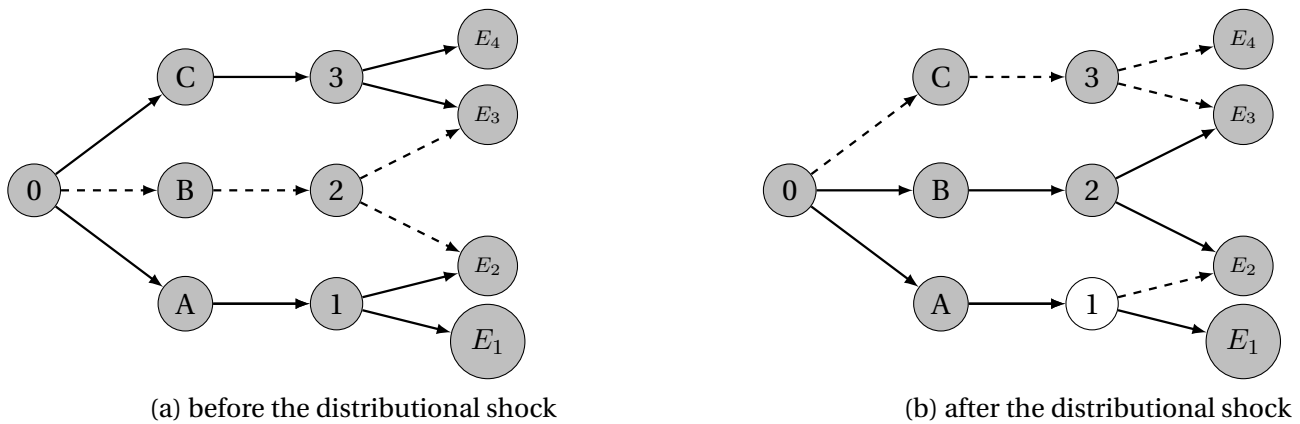 C 3 E₄
E₃
0 B 2
E₂
A 1
E₁
(a) before the distributional shock
C 3 E₄
E₃
0 B 2
E₂
A 1
E₁
(b) after the distributional shock